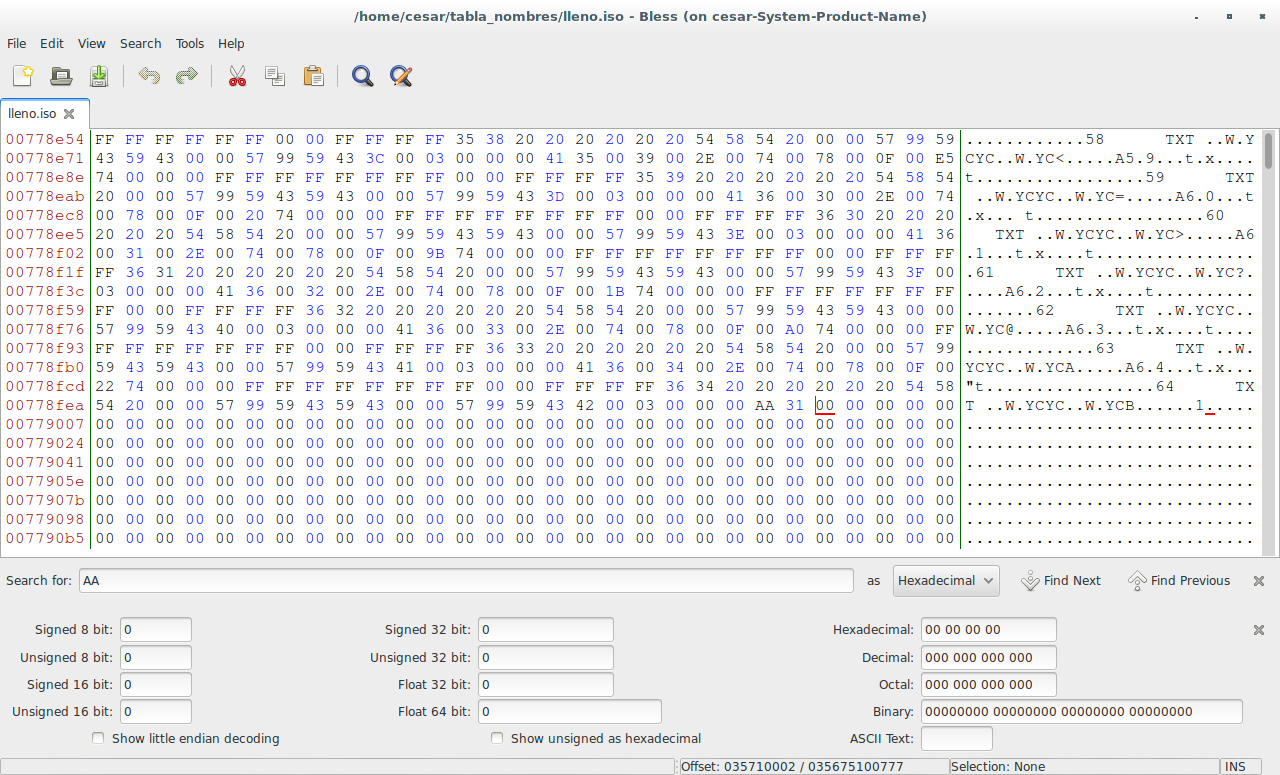 /home/cesar/tabla_nombres/lleno.iso - Bless (on cesar-System-Product-Name)
File Edit View Search Tools Help
lleno.iso
00778e54 FF FF FF FF FF FF 00 00 FF FF FF FF 35 38 20 20 20 20 20 20 54 58 54 20 00 00 57 99 59 ............58      TXT ..W.Y
00778e71 43 59 43 00 00 57 99 59 43 3C 00 03 00 00 00 41 35 00 39 00 2E 00 74 00 78 00 0F 00 E5 CYC..W.YC<.....A5.9...t.x....
00778e8e 74 00 00 00 FF FF FF FF FF FF FF FF FF 00 00 FF FF FF FF 35 39 20 20 20 20 20 20 54 58 54 t..................59      TXT
00778eab 20 00 00 57 99 59 43 59 43 00 00 57 99 59 43 3D 00 03 00 00 00 41 36 00 30 00 2E 00 74  ..W.YCYC..W.YC=.....A6.0...t
00778ec8 00 78 00 0F 00 20 74 00 00 00 FF FF FF FF FF FF FF FF 00 00 FF FF FF FF 36 30 20 20 20 .x... t.................60
00778ee5 20 20 20 54 58 54 20 00 00 57 99 59 43 59 43 00 00 57 99 59 43 3E 00 03 00 00 00 41 36    TXT ..W.YCYC..W.YC>.....A6
00778f02 00 31 00 2E 00 74 00 78 00 0F 00 9B 74 00 00 00 FF FF FF FF FF FF FF FF 00 00 FF FF FF .1...t.x....t................
00778f1f FF 36 31 20 20 20 20 20 20 54 58 54 20 00 00 57 99 59 43 59 43 00 00 57 99 59 43 3F 00 .61      TXT ..W.YCYC..W.YC?.
00778f3c 03 00 00 00 41 36 00 32 00 2E 00 74 00 78 00 0F 00 1B 74 00 00 00 FF FF FF FF FF FF FF ....A6.2...t.x....t..........
00778f59 FF 00 00 FF FF FF FF 36 32 20 20 20 20 20 20 54 58 54 20 00 00 57 99 59 43 59 43 00 00 .......62      TXT ..W.YCYC..
00778f76 57 99 59 43 40 00 03 00 00 00 41 36 00 33 00 2E 00 74 00 78 00 0F 00 A0 74 00 00 00 FF W.YC@.....A6.3...t.x....t....
00778f93 FF FF FF FF FF FF FF 00 00 FF FF FF FF 36 33 20 20 20 20 20 20 54 58 54 20 00 00 57 99 .............63      TXT ..W.
00778fb0 59 43 59 43 00 00 57 99 59 43 41 00 03 00 00 00 41 36 00 34 00 2E 00 74 00 78 00 0F 00 YCYC..W.YCA.....A6.4...t.x...
00778fcd 22 74 00 00 00 FF FF FF FF FF FF FF FF 00 00 FF FF FF FF 36 34 20 20 20 20 20 20 54 58 "t.................64      TX
00778fea 54 20 00 00 57 99 59 43 59 43 00 00 57 99 59 43 42 00 03 00 00 00 AA 31 00 00 00 00 00 T ..W.YCYC..W.YCB......1.....
00779007 00 00 00 00 00 00 00 00 00 00 00 00 00 00 00 00 00 00 00 00 00 00 00 00 00 00 00 00 00 .............................
00779024 00 00 00 00 00 00 00 00 00 00 00 00 00 00 00 00 00 00 00 00 00 00 00 00 00 00 00 00 00 .............................
00779041 00 00 00 00 00 00 00 00 00 00 00 00 00 00 00 00 00 00 00 00 00 00 00 00 00 00 00 00 00 .............................
0077905e 00 00 00 00 00 00 00 00 00 00 00 00 00 00 00 00 00 00 00 00 00 00 00 00 00 00 00 00 00 .............................
0077907b 00 00 00 00 00 00 00 00 00 00 00 00 00 00 00 00 00 00 00 00 00 00 00 00 00 00 00 00 00 .............................
00779098 00 00 00 00 00 00 00 00 00 00 00 00 00 00 00 00 00 00 00 00 00 00 00 00 00 00 00 00 00 .............................
007790b5 00 00 00 00 00 00 00 00 00 00 00 00 00 00 00 00 00 00 00 00 00 00 00 00 00 00 00 00 00 .............................
Search for: AA as Hexadecimal Find Next Find Previous
Signed 8 bit: 0 Signed 32 bit: 0 Hexadecimal: 00 00 00 00
Unsigned 8 bit: 0 Unsigned 32 bit: 0 Decimal: 000 000 000 000
Signed 16 bit: 0 Float 32 bit: 0 Octal: 000 000 000 000
Unsigned 16 bit: 0 Float 64 bit: 0 Binary: 00000000 00000000 00000000 00000000
Show little endian decoding Show unsigned as hexadecimal ASCII Text:
Offset: 035710002 / 035675100777 Selection: None INS